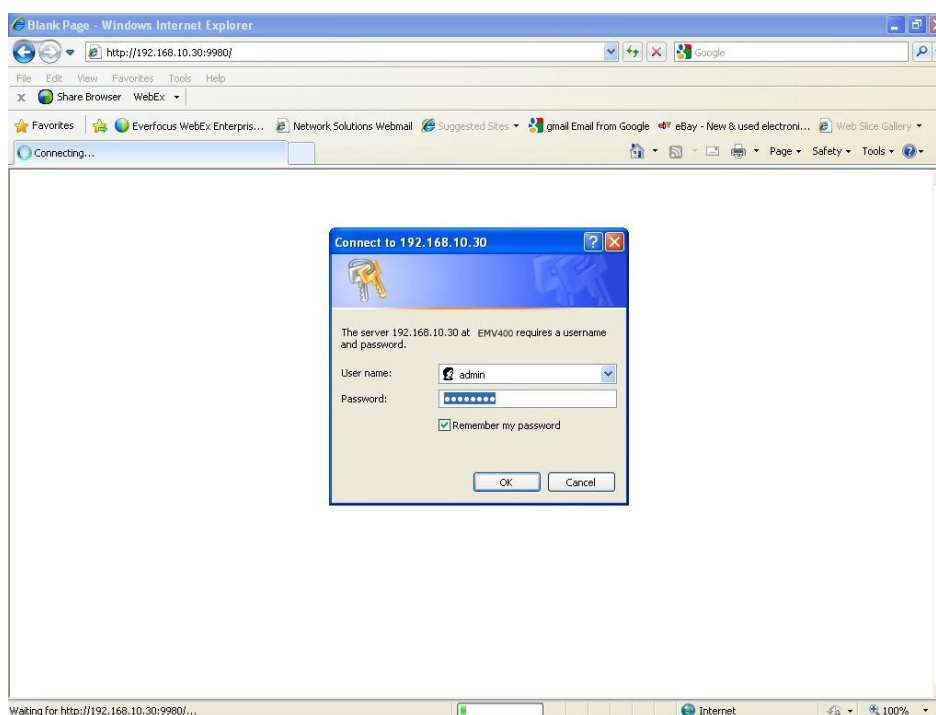 Blank Page - Windows Internet Explorer
http://192.168.10.30:9980/
Google
File Edit View Favorites Tools Help
x Share Browser WebEx
Favorites Everfocus WebEx Enterpris... Network Solutions Webmail Suggested Sites gmail Email from Google eBay - New & used electroni... Web Slice Gallery
Connecting...
Page Safety Tools
Connect to 192.168.10.30
The server 192.168.10.30 at EMV400 requires a username
and password.
User name: admin
Password: ••••••••
Remember my password
OK Cancel
Waiting for http://192.168.10.30:9980/... Internet 100%